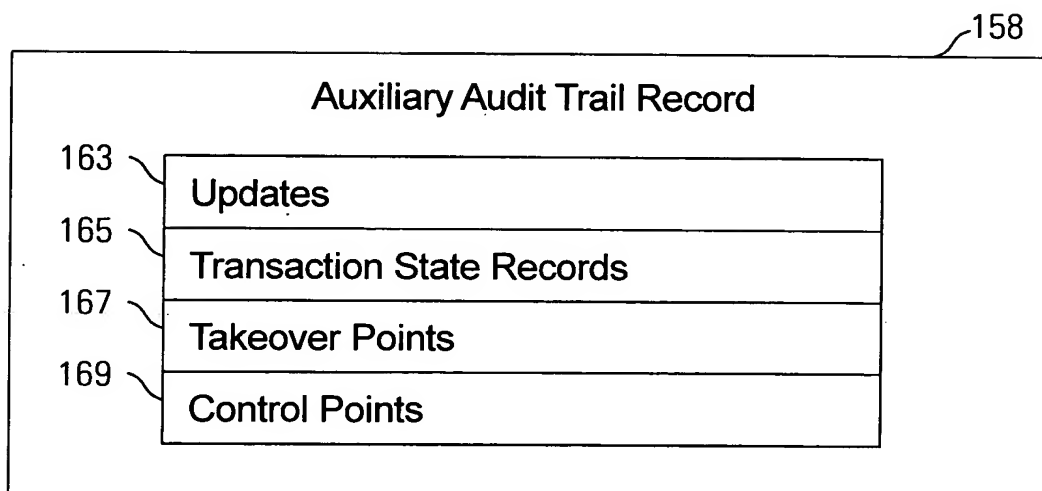 158
Auxiliary Audit Trail Record
163
Updates
165
Transaction State Records
167
Takeover Points
169
Control Points